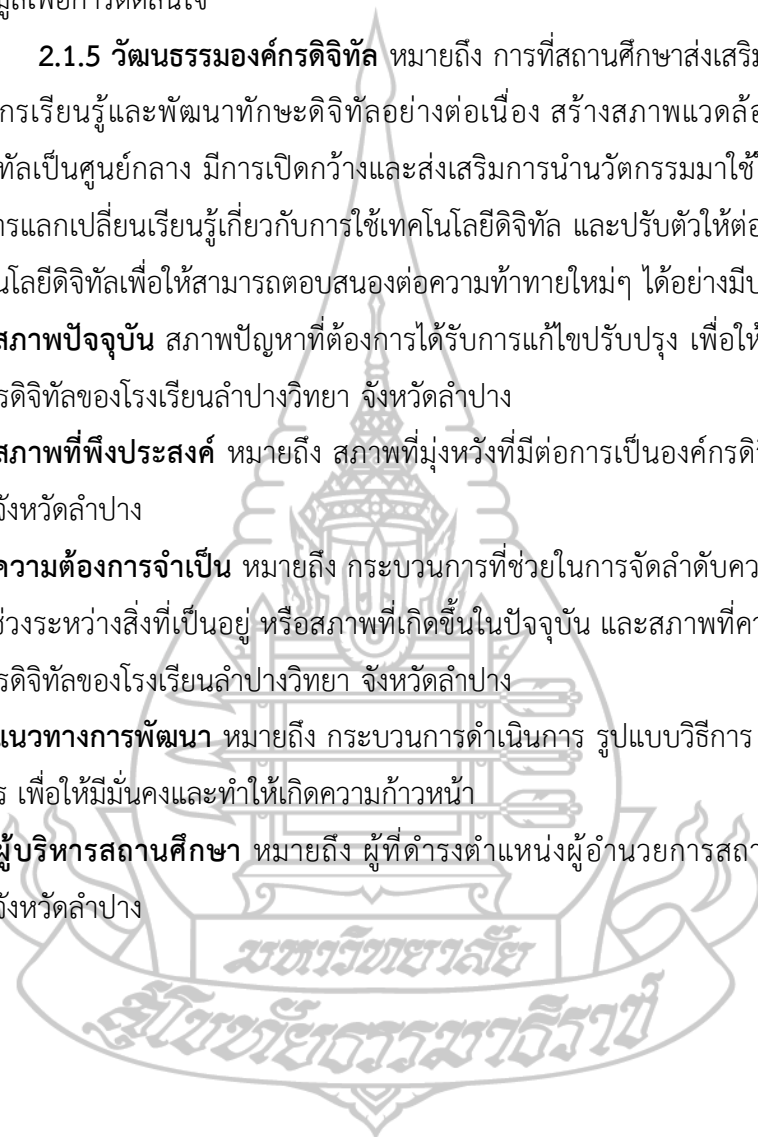 มูลเพื่อการตัดสินใจ
2.1.5 วัฒนธรรมองค์กรดิจิทัล หมายถึง การที่สถานศึกษาส่งเสริม
กรเรียนรู้และพัฒนาทักษะดิจิทัลอย่างต่อเนื่อง สร้างสภาพแวดล้อ
ทัลเป็นศูนย์กลาง มีการเปิดกว้างและส่งเสริมการนำนวัตกรรมมาใช้
ารแลกเปลี่ยนเรียนรู้เกี่ยวกับการใช้เทคโนโลยีดิจิทัล และปรับตัวให้ต่อ
นโลยีดิจิทัลเพื่อให้สามารถตอบสนองต่อความท้าทายใหม่ๆ ได้อย่างมี
สภาพปัจจุบัน สภาพปัญหาที่ต้องการได้รับการแก้ไขปรับปรุง เพื่อให้
รดิจิทัลของโรงเรียนลำปางวิทยา จังหวัดลำปาง
สภาพที่พึงประสงค์ หมายถึง สภาพที่มุ่งหวังที่มีต่อการเป็นองค์กรดิ
จังหวัดลำปาง
ความต้องการจำเป็น หมายถึง กระบวนการที่ช่วยในการจัดลำดับคว
ช่วงระหว่างสิ่งที่เป็นอยู่ หรือสภาพที่เกิดขึ้นในปัจจุบัน และสภาพที่คา
รดิจิทัลของโรงเรียนลำปางวิทยา จังหวัดลำปาง
แนวทางการพัฒนา หมายถึง กระบวนการดำเนินการ รูปแบบวิธีการ
ร เพื่อให้มีมั่นคงและทำให้เกิดความก้าวหน้า
ผู้บริหารสถานศึกษา หมายถึง ผู้ที่ดำรงตำแหน่งผู้อำนวยการสถา
จังหวัดลำปาง
มหาวิทยาลัย
สุโขทัยธรรมาธิราช